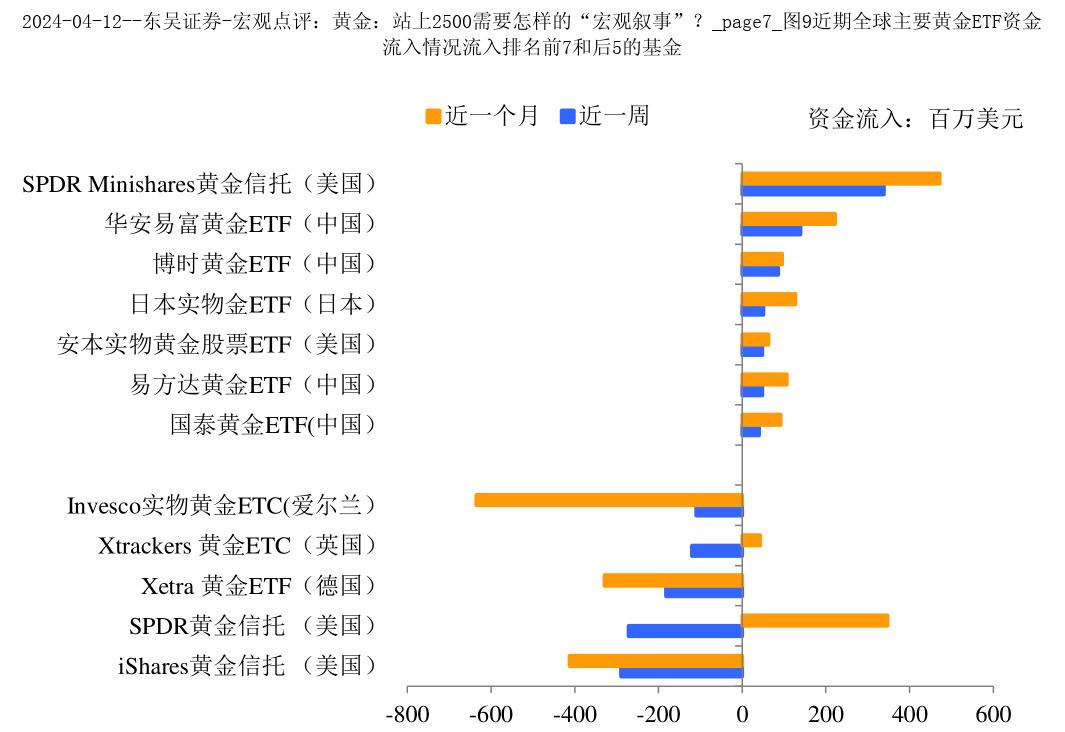 2024-04-12--东吴证券-宏观点评：黄金：站上2500需要怎样的“宏观叙事”？_page7_图9近期全球主要黄金ETF资金
流入情况流入排名前7和后5的基金
近一个月 近一周 资金流入：百万美元
SPDR Minishares黄金信托（美国）
华安易富黄金ETF（中国）
博时黄金ETF（中国）
日本实物金ETF（日本）
安本实物黄金股票ETF（美国）
易方达黄金ETF（中国）
国泰黄金ETF(中国）
Invesco实物黄金ETC(爱尔兰）
Xtrackers 黄金ETC（英国）
Xetra 黄金ETF（德国）
SPDR黄金信托 （美国）
iShares黄金信托 （美国）
-800 -600 -400 -200 0 200 400 600